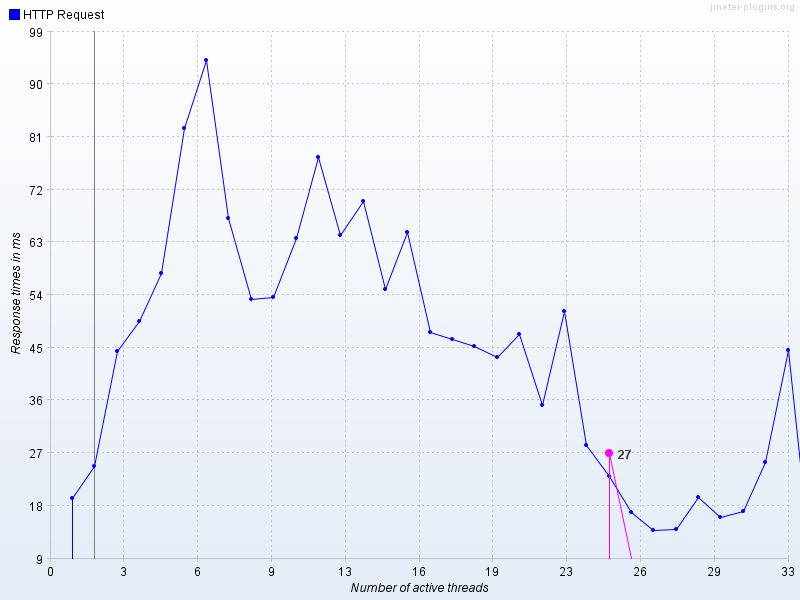 jmeter-plugins.org
HTTP Request
99
90
81
72
63
54
45
36
27
18
9
Response times in ms
27
0 3 6 9 13 16 19 23 26 29 33
Number of active threads